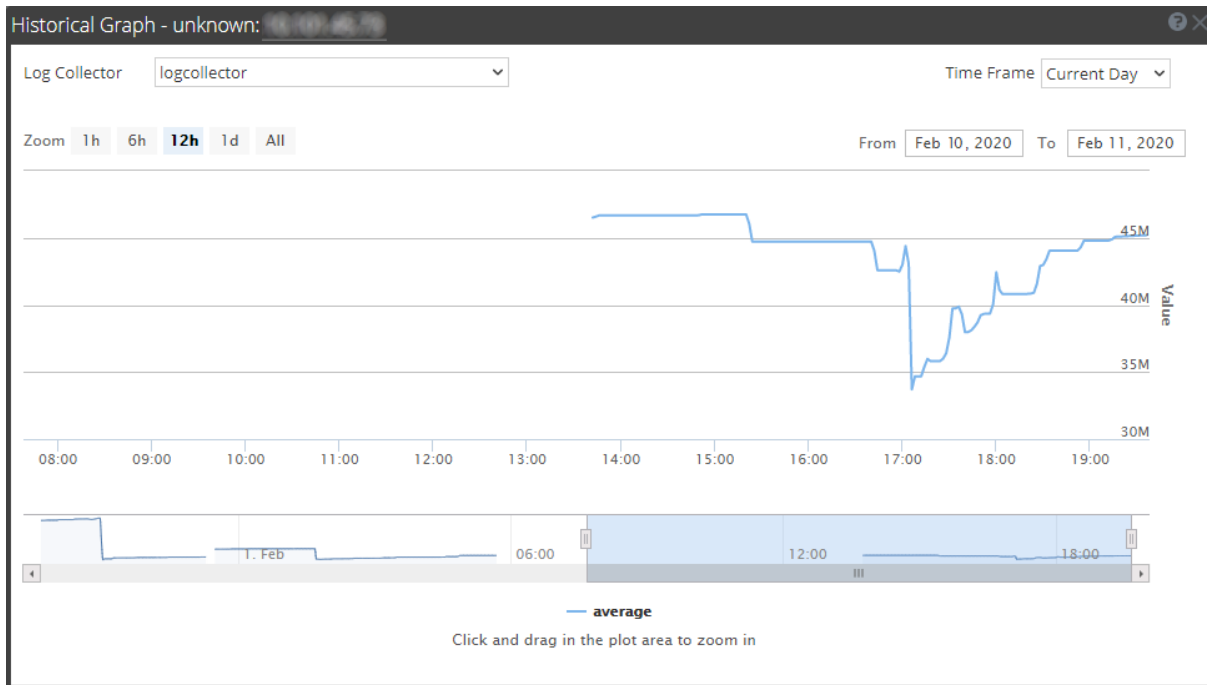 Historical Graph - unknown:
Log Collector logcollector Time Frame Current Day
Zoom 1h 6h 12h 1d All From Feb 10, 2020 To Feb 11, 2020
45M
40M
Value
35M
30M
08:00 09:00 10:00 11:00 12:00 13:00 14:00 15:00 16:00 17:00 18:00 19:00
1. Feb 06:00 12:00 18:00
average
Click and drag in the plot area to zoom in